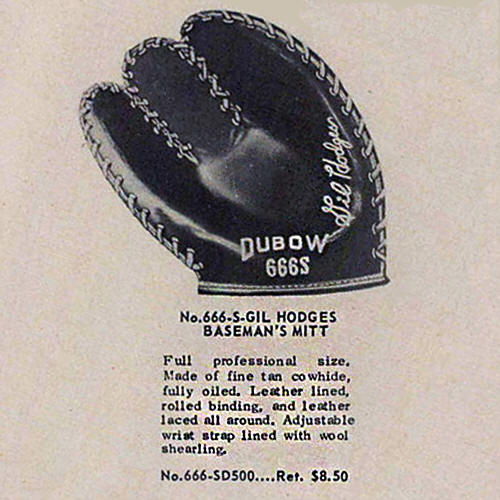 Gil Hodges
DUBOW
666S
No.666-S-GIL HODGES
BASEMAN'S MITT
Full professional size.
Made of fine tan cowhide,
fully oiled. Leather lined,
rolled binding, and leather
laced all around. Adjustable
wrist strap lined with wool
shearling.
No.666-SD500....Ret. $8.50